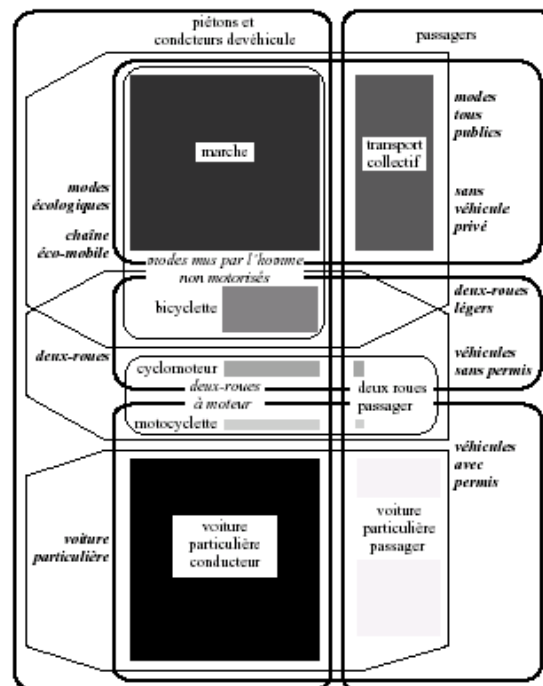 piétons et
condcteurs devéhicule
passagers
marche
transport
collectif
modes
tous
publics
sans
véhicule
privé
modes
écologiques
chaîne
éco-mobile
modes mus par l'homme
non motorisés
bicyclette
deux-roues
légers
deux-roues
cyclomoteur
véhicules
sans permis
deux-roues
à moteur
deux roues
passager
motocyclette
véhicules
avec
permis
voiture
particulière
voiture
particulière
conducteur
voiture
particulière
passager